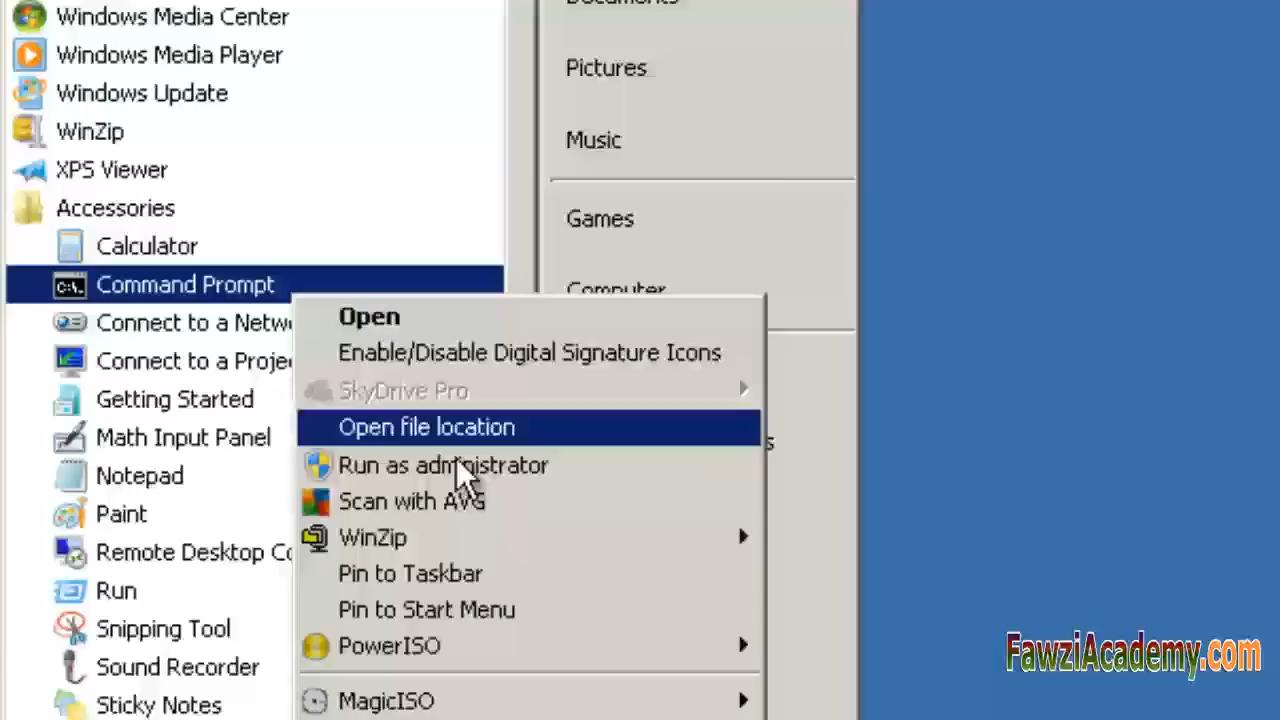 Windows Media Center
Windows Media Player
Windows Update
WinZip
XPS Viewer
Accessories
Calculator
Command Prompt
Connect to a Netw
Connect to a Proje
Getting Started
Math Input Panel
Notepad
Paint
Remote Desktop Co
Run
Snipping Tool
Sound Recorder
Sticky Notes
Documents
Pictures
Music
Games
Computer
s
Open
Enable/Disable Digital Signature Icons
SkyDrive Pro
Open file location
Run as administrator
Scan with AVG
WinZip
Pin to Taskbar
Pin to Start Menu
PowerISO
MagicISO
FawziAcademy.com